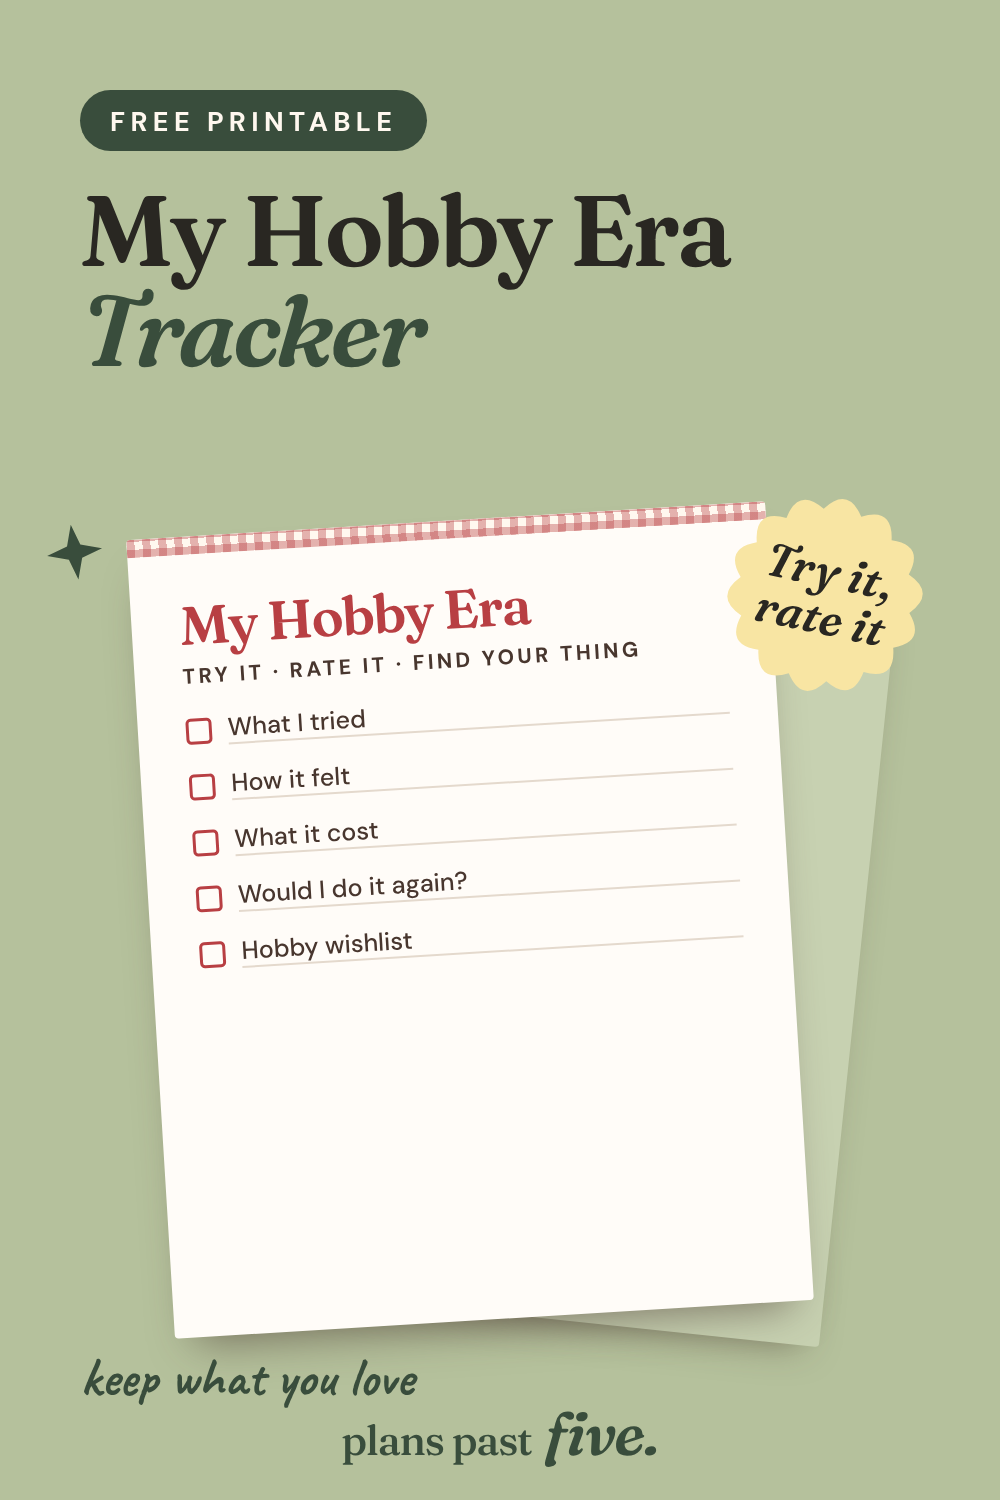 FREE PRINTABLE
My Hobby Era
Tracker
Try it,
rate it
My Hobby Era
TRY IT · RATE IT · FIND YOUR THING
What I tried
How it felt
What it cost
Would I do it again?
Hobby wishlist
keep what you love
plans past five.